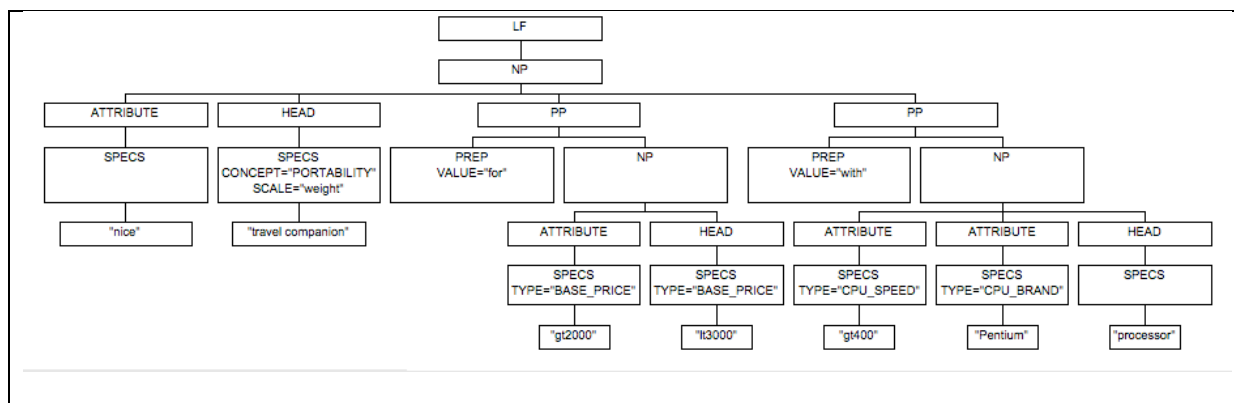 LF
NP
ATTRIBUTE HEAD PP PP
SPECS SPECS PREP NP PREP NP
CONCEPT="PORTABILITY" VALUE="for" VALUE="with"
SCALE="weight"
"nice" "travel companion" ATTRIBUTE HEAD ATTRIBUTE ATTRIBUTE HEAD
SPECS SPECS SPECS SPECS SPECS
TYPE="BASE_PRICE" TYPE="BASE_PRICE" TYPE="CPU_SPEED" TYPE="CPU_BRAND"
"gt2000" "lt3000" "gt400" "Pentium" "processor"